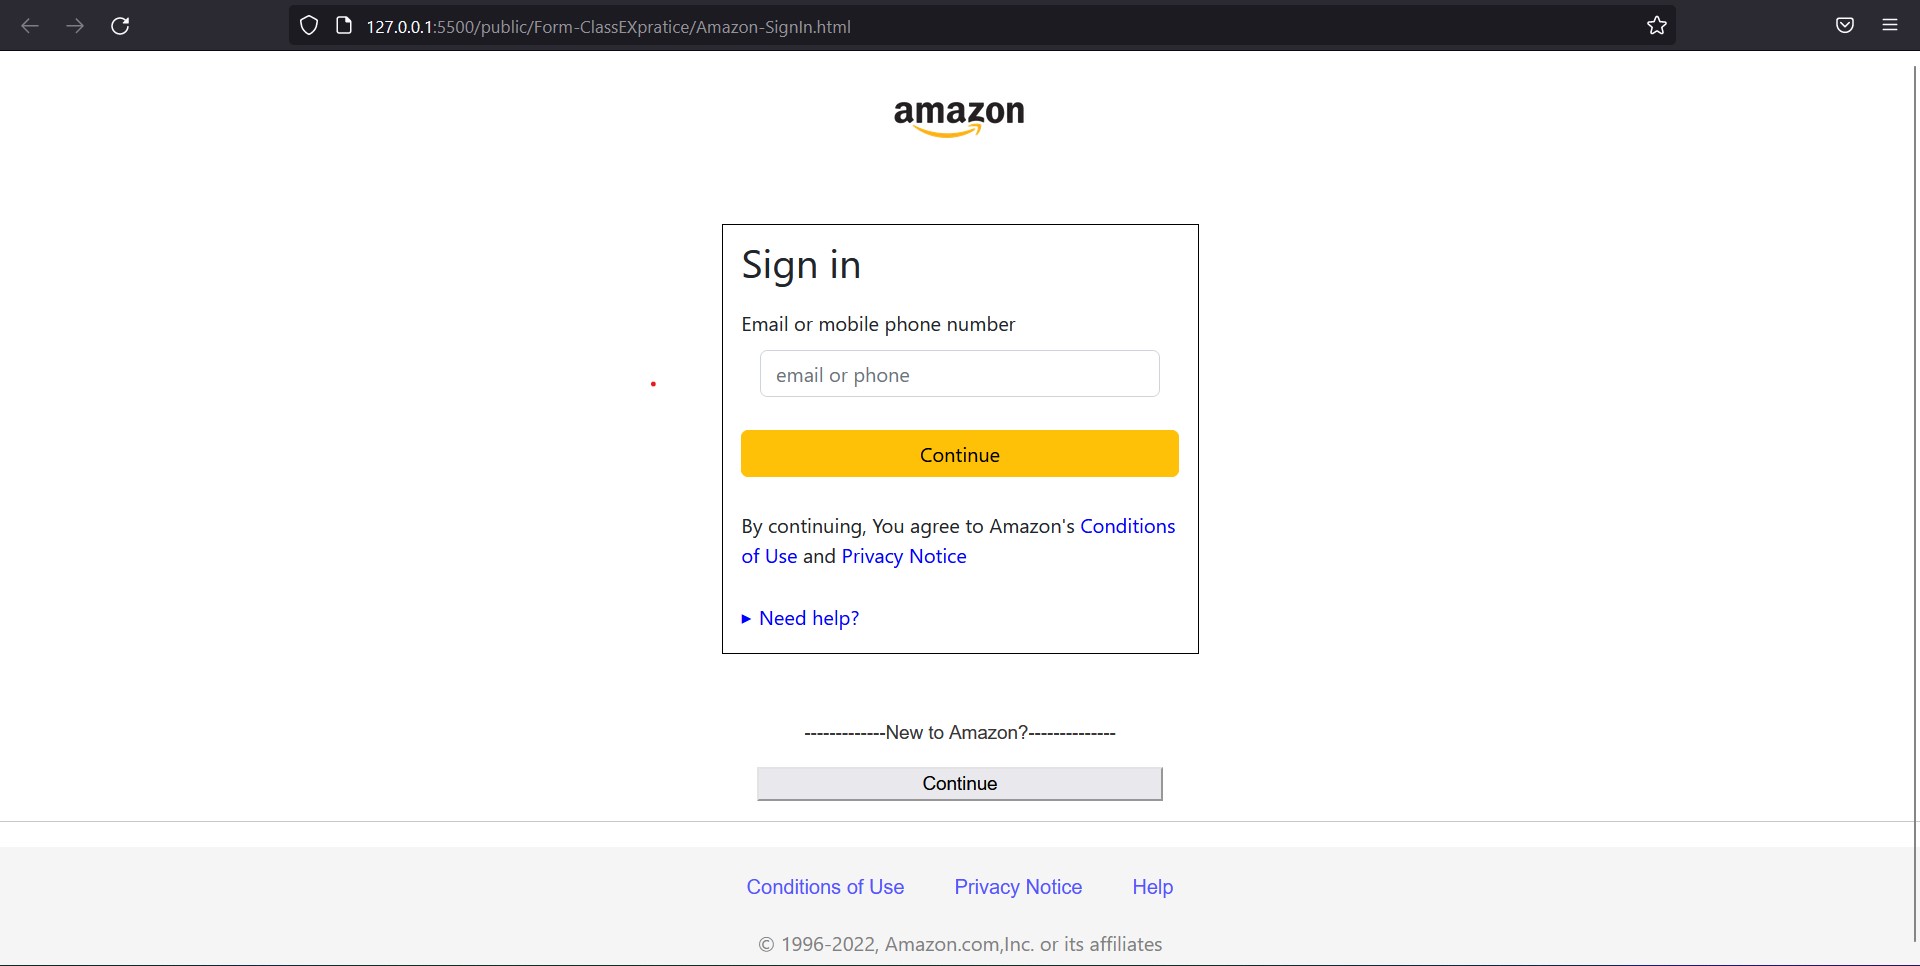 127.0.0.1:5500/public/Form-ClassEXpratice/Amazon-SignIn.html
amazon
Sign in
Email or mobile phone number
email or phone
Continue
By continuing, You agree to Amazon's Conditions
of Use and Privacy Notice
▸ Need help?
-------------New to Amazon?--------------
Continue
Conditions of Use Privacy Notice Help
© 1996-2022, Amazon.com,Inc. or its affiliates